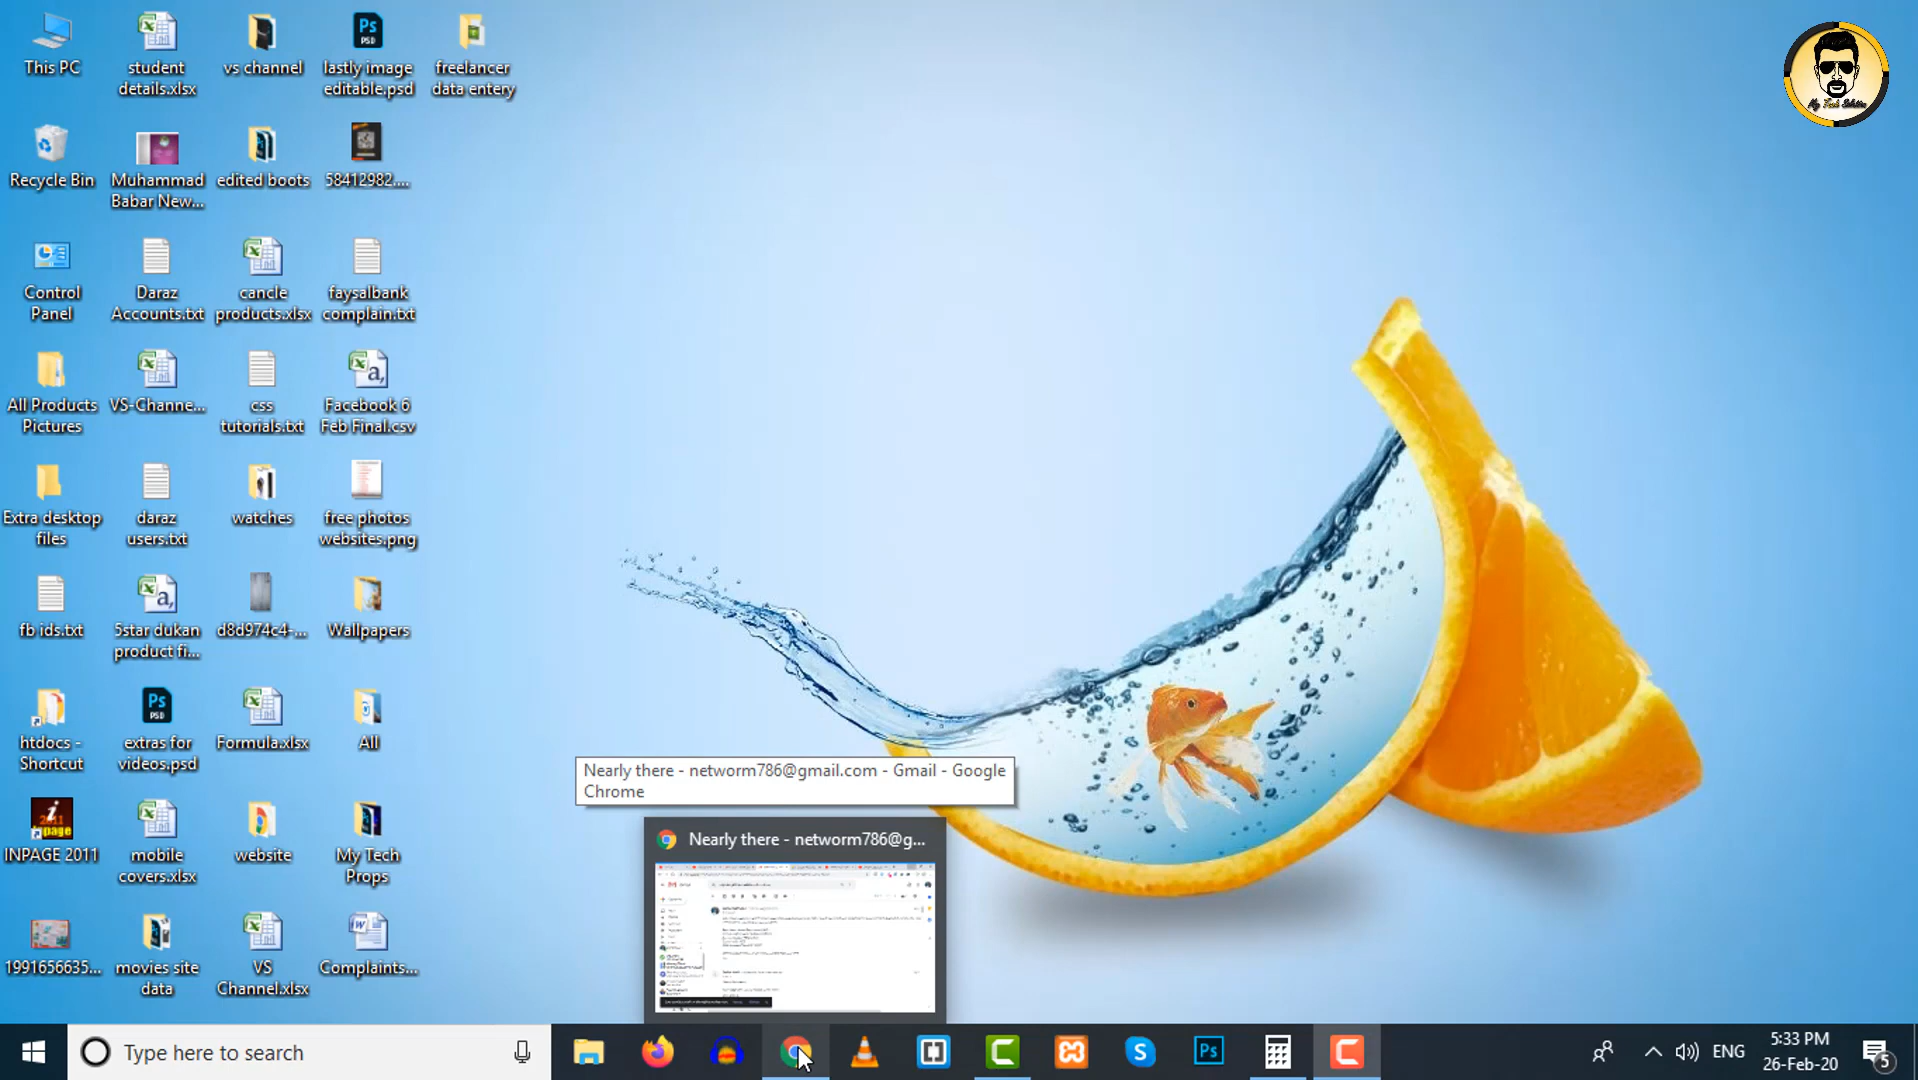 This PC
student
details.xlsx
vs channel
lastly image
editable.psd
freelancer
data entery
Recycle Bin
Muhammad
Babar New...
edited boots
58412982....
Control
Panel
Daraz
Accounts.txt
cancle
products.xlsx
faysalbank
complain.txt
All Products
Pictures
VS-Channe...
css
tutorials.txt
Facebook 6
Feb Final.csv
Extra desktop
files
daraz
users.txt
watches
free photos
websites.png
fb ids.txt
5star dukan
product fi...
d8d974c4-...
Wallpapers
htdocs -
Shortcut
extras for
videos.psd
Formula.xlsx
All
INPAGE 2011
mobile
covers.xlsx
website
My Tech
Props
1991656635...
movies site
data
VS
Channel.xlsx
Complaints...
My Tech Solution
Nearly there - networm786@gmail.com - Gmail - Google
Chrome
Nearly there - networm786@g...
Type here to search
ENG
5:33 PM
26-Feb-20
5